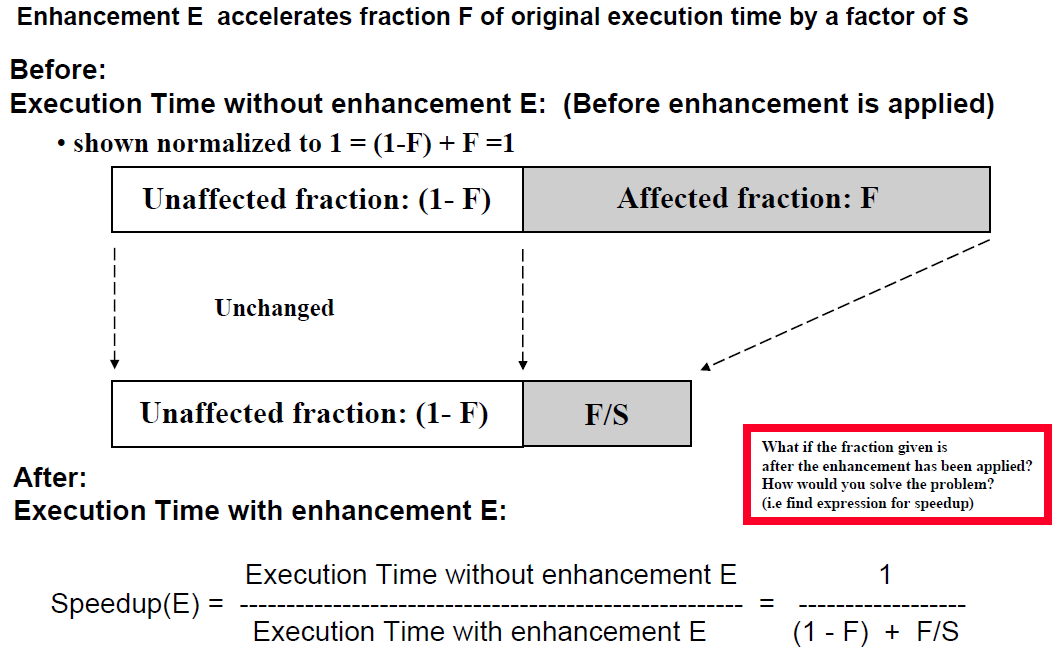 Enhancement E accelerates fraction F of original execution time by a factor of S
Before:
Execution Time without enhancement E: (Before enhancement is applied)
• shown normalized to 1 = (1-F) + F =1
Unaffected fraction: (1- F)
Affected fraction: F
Unchanged
Unaffected fraction: (1- F)
F/S
What if the fraction given is
after the enhancement has been applied?
How would you solve the problem?
(i.e find expression for speedup)
After:
Execution Time with enhancement E:
Execution Time without enhancement E 1
Speedup(E) = ------------------------------------------------------ = ------------------
Execution Time with enhancement E (1 - F) + F/S